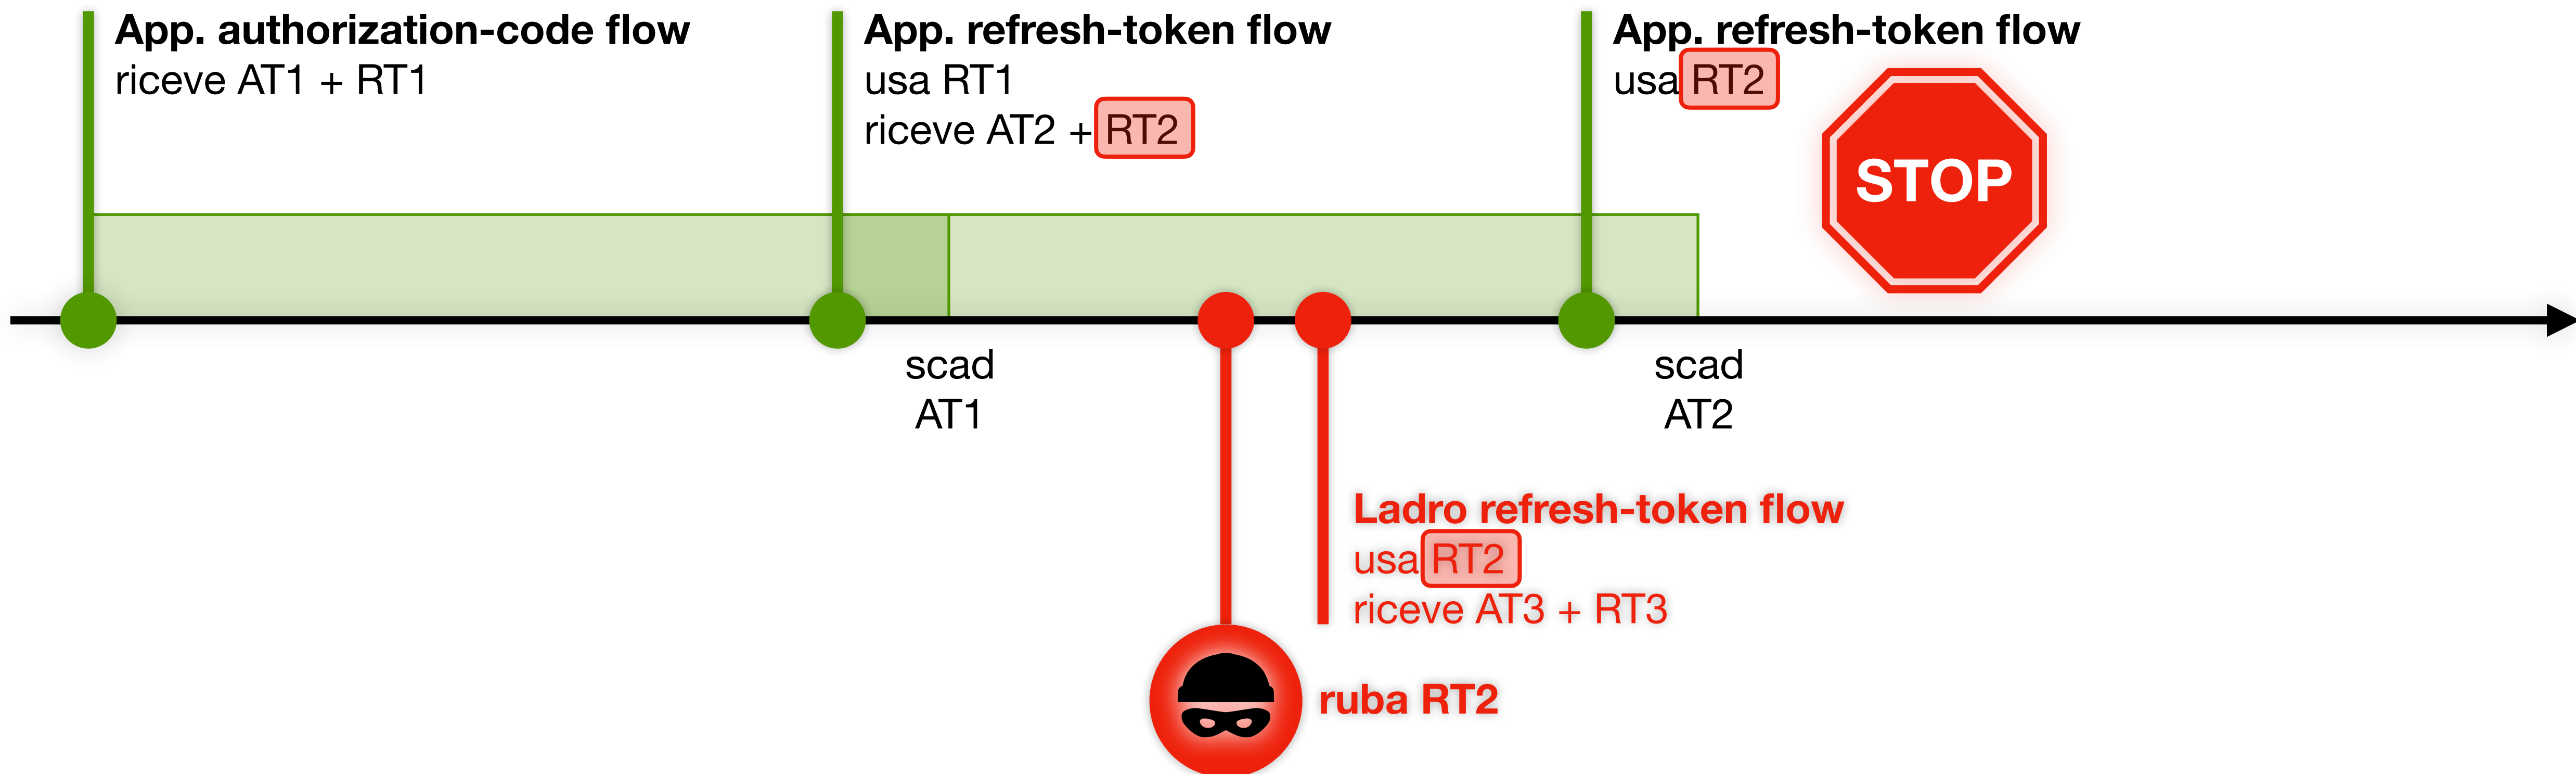 App. authorization-code flow
riceve AT1 + RT1
App. refresh-token flow
usa RT1
riceve AT2 + RT2
App. refresh-token flow
usa RT2
STOP
scad
AT1
scad
AT2
Ladro refresh-token flow
usa RT2
riceve AT3 + RT3
ruba RT2